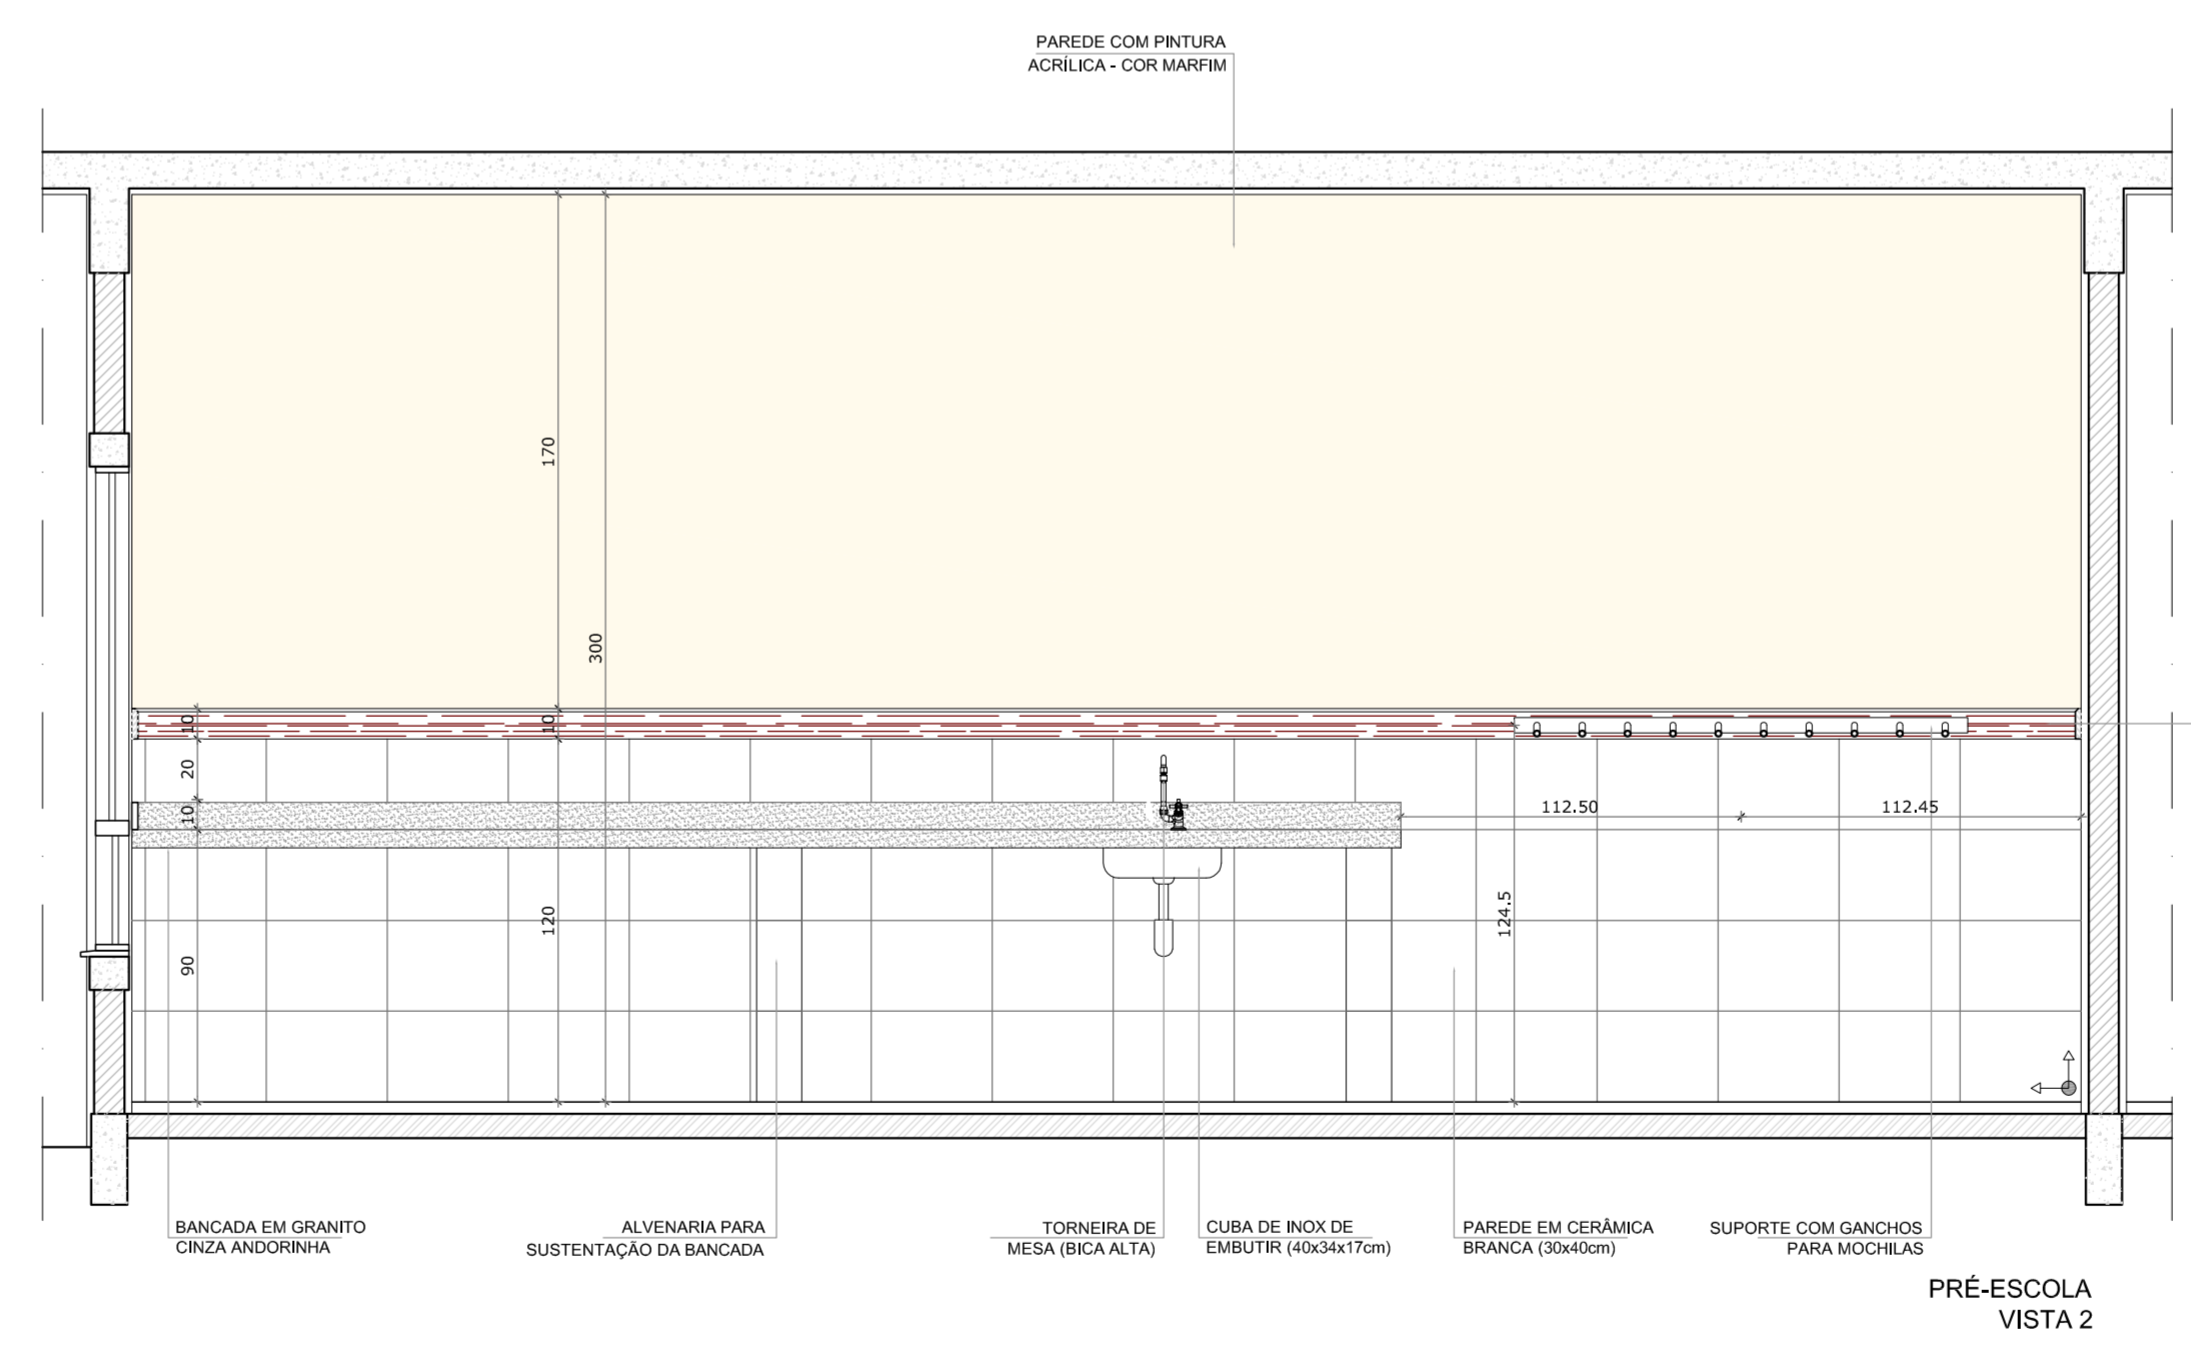 PAREDE COM PINTURA
ACRÍLICA - COR MARFIM
170
300
10
10
20
10
112.50
112.45
120
124.5
90
BANCADA EM GRANITO
CINZA ANDORINHA
ALVENARIA PARA
SUSTENTAÇÃO DA BANCADA
TORNEIRA DE
MESA (BICA ALTA)
CUBA DE INOX DE
EMBUTIR (40x34x17cm)
PAREDE EM CERÂMICA
BRANCA (30x40cm)
SUPORTE COM GANCHOS
PARA MOCHILAS
PRÉ-ESCOLA
VISTA 2